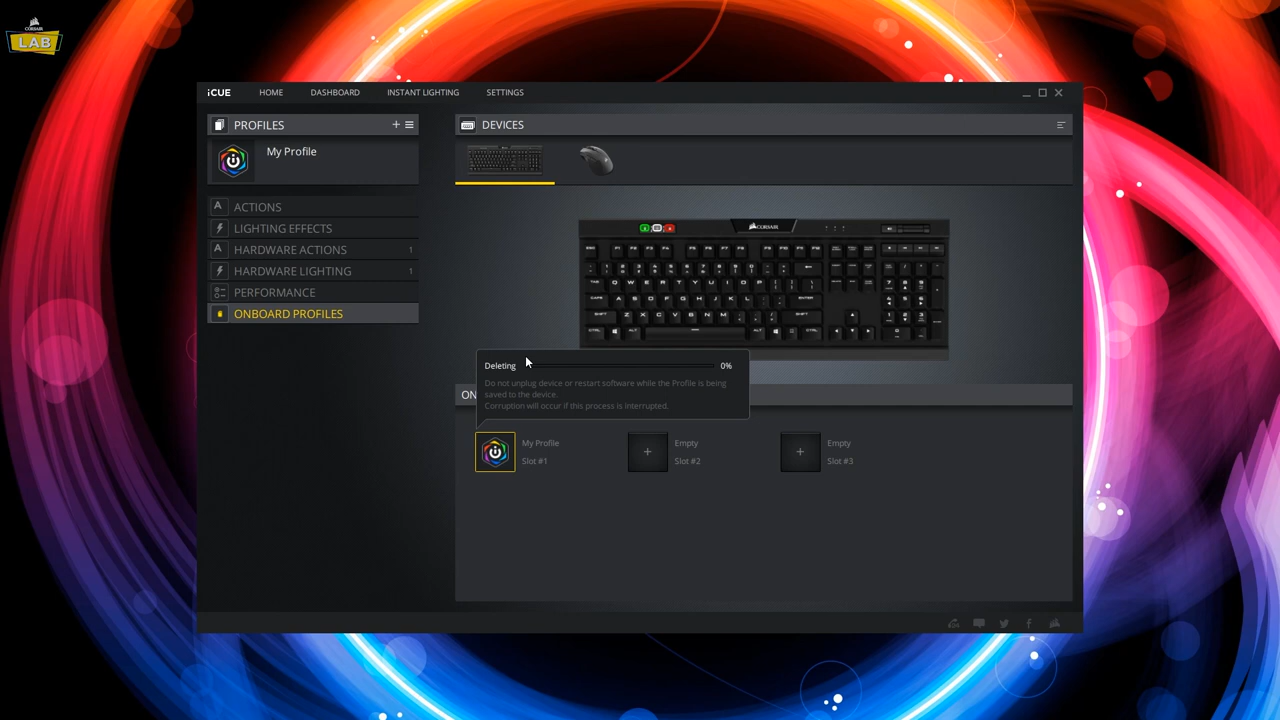 CORSAIR
LAB
iCUE
HOME
DASHBOARD
INSTANT LIGHTING
SETTINGS
PROFILES
DEVICES
My Profile
ACTIONS
LIGHTING EFFECTS
HARDWARE ACTIONS 1
HARDWARE LIGHTING 1
PERFORMANCE
ONBOARD PROFILES
CORSAIR
Deleting 0%
Do not unplug device or restart software while the Profile is being
saved to the device.
Corruption will occur if this process is interrupted.
ON
My Profile
Slot #1
Empty
Slot #2
Empty
Slot #3